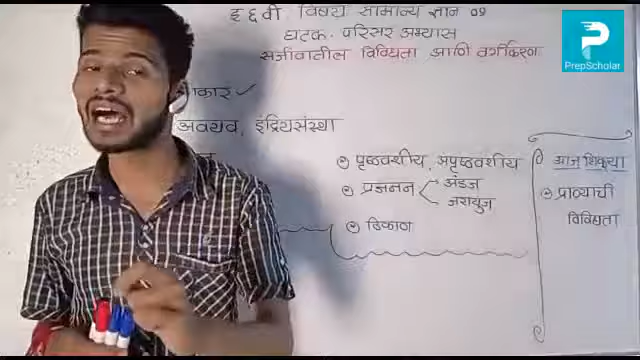 इ ६ वी. विषय सामान्य ज्ञान 09
घटक. परिसर अभ्यास
सजीवातील विविधता आणि वर्गीकरण
PrepScholar
अवयव, इंद्रियसंस्था
पृष्ठवंशीय, अपृष्ठवंशीय
प्रजनन
अंडज
जरायुज
ठिकाण
आज शिकूया
प्राण्याची
विविधता